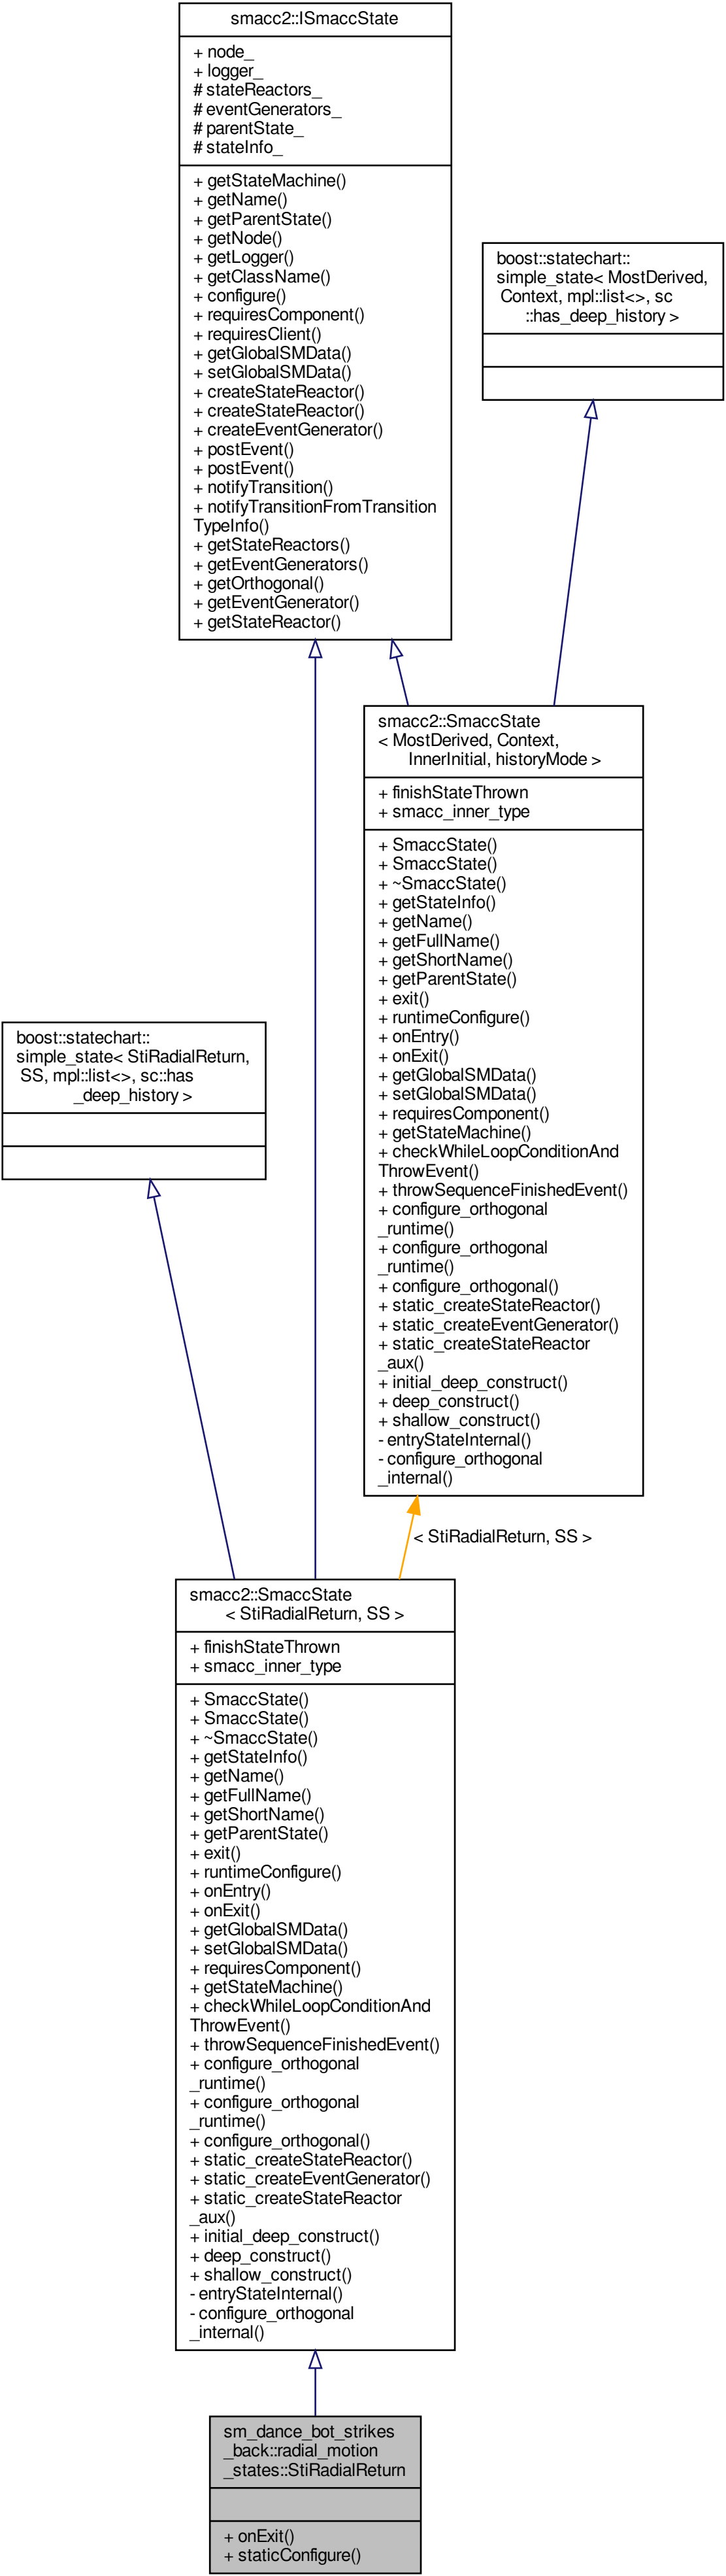 smacc2::ISmaccState
+ node_
+ logger_
# stateReactors_
# eventGenerators_
# parentState_
# stateInfo_
+ getStateMachine()
+ getName()
+ getParentState()
+ getNode()
+ getLogger()
+ getClassName()
+ configure()
+ requiresComponent()
+ requiresClient()
+ getGlobalSMData()
+ setGlobalSMData()
+ createStateReactor()
+ createStateReactor()
+ createEventGenerator()
+ postEvent()
+ postEvent()
+ notifyTransition()
+ notifyTransitionFromTransition
TypeInfo()
+ getStateReactors()
+ getEventGenerators()
+ getOrthogonal()
+ getEventGenerator()
+ getStateReactor()
boost::statechart::
simple_state< MostDerived,
Context, mpl::list<>, sc
::has_deep_history >
smacc2::SmaccState
< MostDerived, Context,
InnerInitial, historyMode >
+ finishStateThrown
+ smacc_inner_type
+ SmaccState()
+ SmaccState()
+ ~SmaccState()
+ getStateInfo()
+ getName()
+ getFullName()
+ getShortName()
+ getParentState()
+ exit()
+ runtimeConfigure()
+ onEntry()
+ onExit()
+ getGlobalSMData()
+ setGlobalSMData()
+ requiresComponent()
+ getStateMachine()
+ checkWhileLoopConditionAnd
ThrowEvent()
+ throwSequenceFinishedEvent()
+ configure_orthogonal
_runtime()
+ configure_orthogonal
_runtime()
+ configure_orthogonal()
+ static_createStateReactor()
+ static_createEventGenerator()
+ static_createStateReactor
_aux()
+ initial_deep_construct()
+ deep_construct()
+ shallow_construct()
- entryStateInternal()
- configure_orthogonal
_internal()
boost::statechart::
simple_state< StiRadialReturn,
SS, mpl::list<>, sc::has
_deep_history >
< StiRadialReturn, SS >
smacc2::SmaccState
< StiRadialReturn, SS >
+ finishStateThrown
+ smacc_inner_type
+ SmaccState()
+ SmaccState()
+ ~SmaccState()
+ getStateInfo()
+ getName()
+ getFullName()
+ getShortName()
+ getParentState()
+ exit()
+ runtimeConfigure()
+ onEntry()
+ onExit()
+ getGlobalSMData()
+ setGlobalSMData()
+ requiresComponent()
+ getStateMachine()
+ checkWhileLoopConditionAnd
ThrowEvent()
+ throwSequenceFinishedEvent()
+ configure_orthogonal
_runtime()
+ configure_orthogonal
_runtime()
+ configure_orthogonal()
+ static_createStateReactor()
+ static_createEventGenerator()
+ static_createStateReactor
_aux()
+ initial_deep_construct()
+ deep_construct()
+ shallow_construct()
- entryStateInternal()
- configure_orthogonal
_internal()
sm_dance_bot_strikes
_back::radial_motion
_states::StiRadialReturn
+ onExit()
+ staticConfigure()